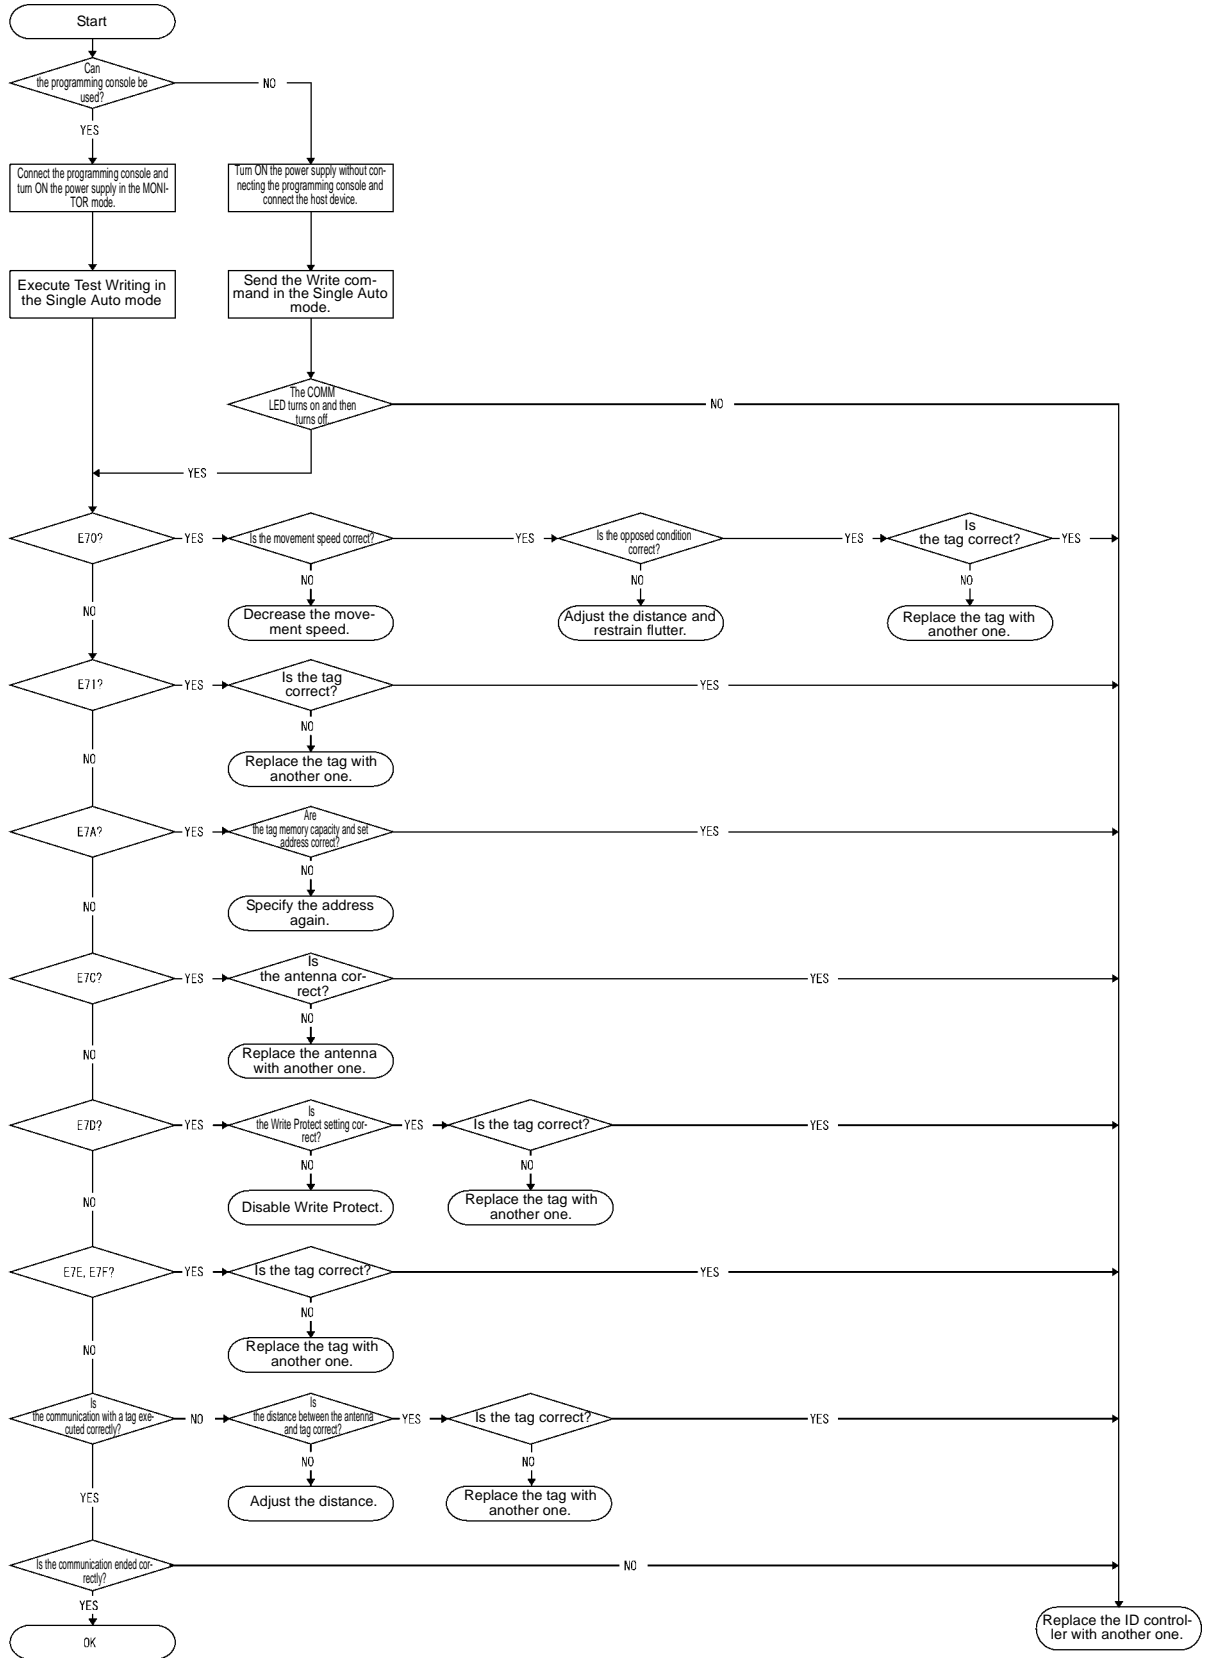 Start
Can
the programming console be
used?
NO
YES
Connect the programming console and
turn ON the power supply in the MONI-
TOR mode.
Turn ON the power supply without con-
necting the programming console and
connect the host device.
Execute Test Writing in
the Single Auto mode
Send the Write com-
mand in the Single Auto
mode.
The COMM
LED turns on and then
turns off.
NO
YES
E70?
YES
Is the movement speed correct?
YES
Is the opposed condition
correct?
YES
Is
the tag correct?
YES
NO
NO
NO
NO
Decrease the move-
ment speed.
Adjust the distance and
restrain flutter.
Replace the tag with
another one.
E71?
YES
Is the tag
correct?
YES
NO
NO
Replace the tag with
another one.
E7A?
YES
Are
the tag memory capacity and set
address correct?
YES
NO
NO
Specify the address
again.
E7C?
YES
Is
the antenna cor-
rect?
YES
NO
NO
Replace the antenna
with another one.
E7D?
YES
Is
the Write Protect setting cor-
rect?
YES
Is the tag correct?
YES
NO
NO
NO
Disable Write Protect.
Replace the tag with
another one.
E7E, E7F?
YES
Is the tag correct?
YES
NO
NO
Replace the tag with
another one.
Is
the communication with a tag exe-
cuted correctly?
NO
Is
the distance between the antenna
and tag correct?
YES
Is the tag correct?
YES
NO
NO
YES
Adjust the distance.
Replace the tag with
another one.
Is the communication ended cor-
rectly?
NO
YES
OK
Replace the ID control-
ler with another one.